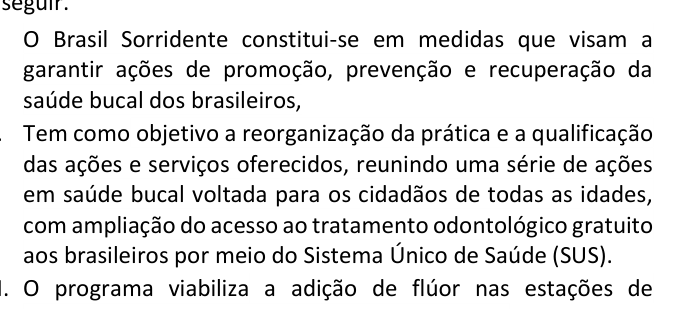 seguir.
O Brasil Sorridente constitui-se em medidas que visam a
garantir ações de promoção, prevenção e recuperação da
saúde bucal dos brasileiros,
. Tem como objetivo a reorganização da prática e a qualificação
das ações e serviços oferecidos, reunindo uma série de ações
em saúde bucal voltada para os cidadãos de todas as idades,
com ampliação do acesso ao tratamento odontológico gratuito
aos brasileiros por meio do Sistema Único de Saúde (SUS).
I. O programa viabiliza a adição de flúor nas estações de